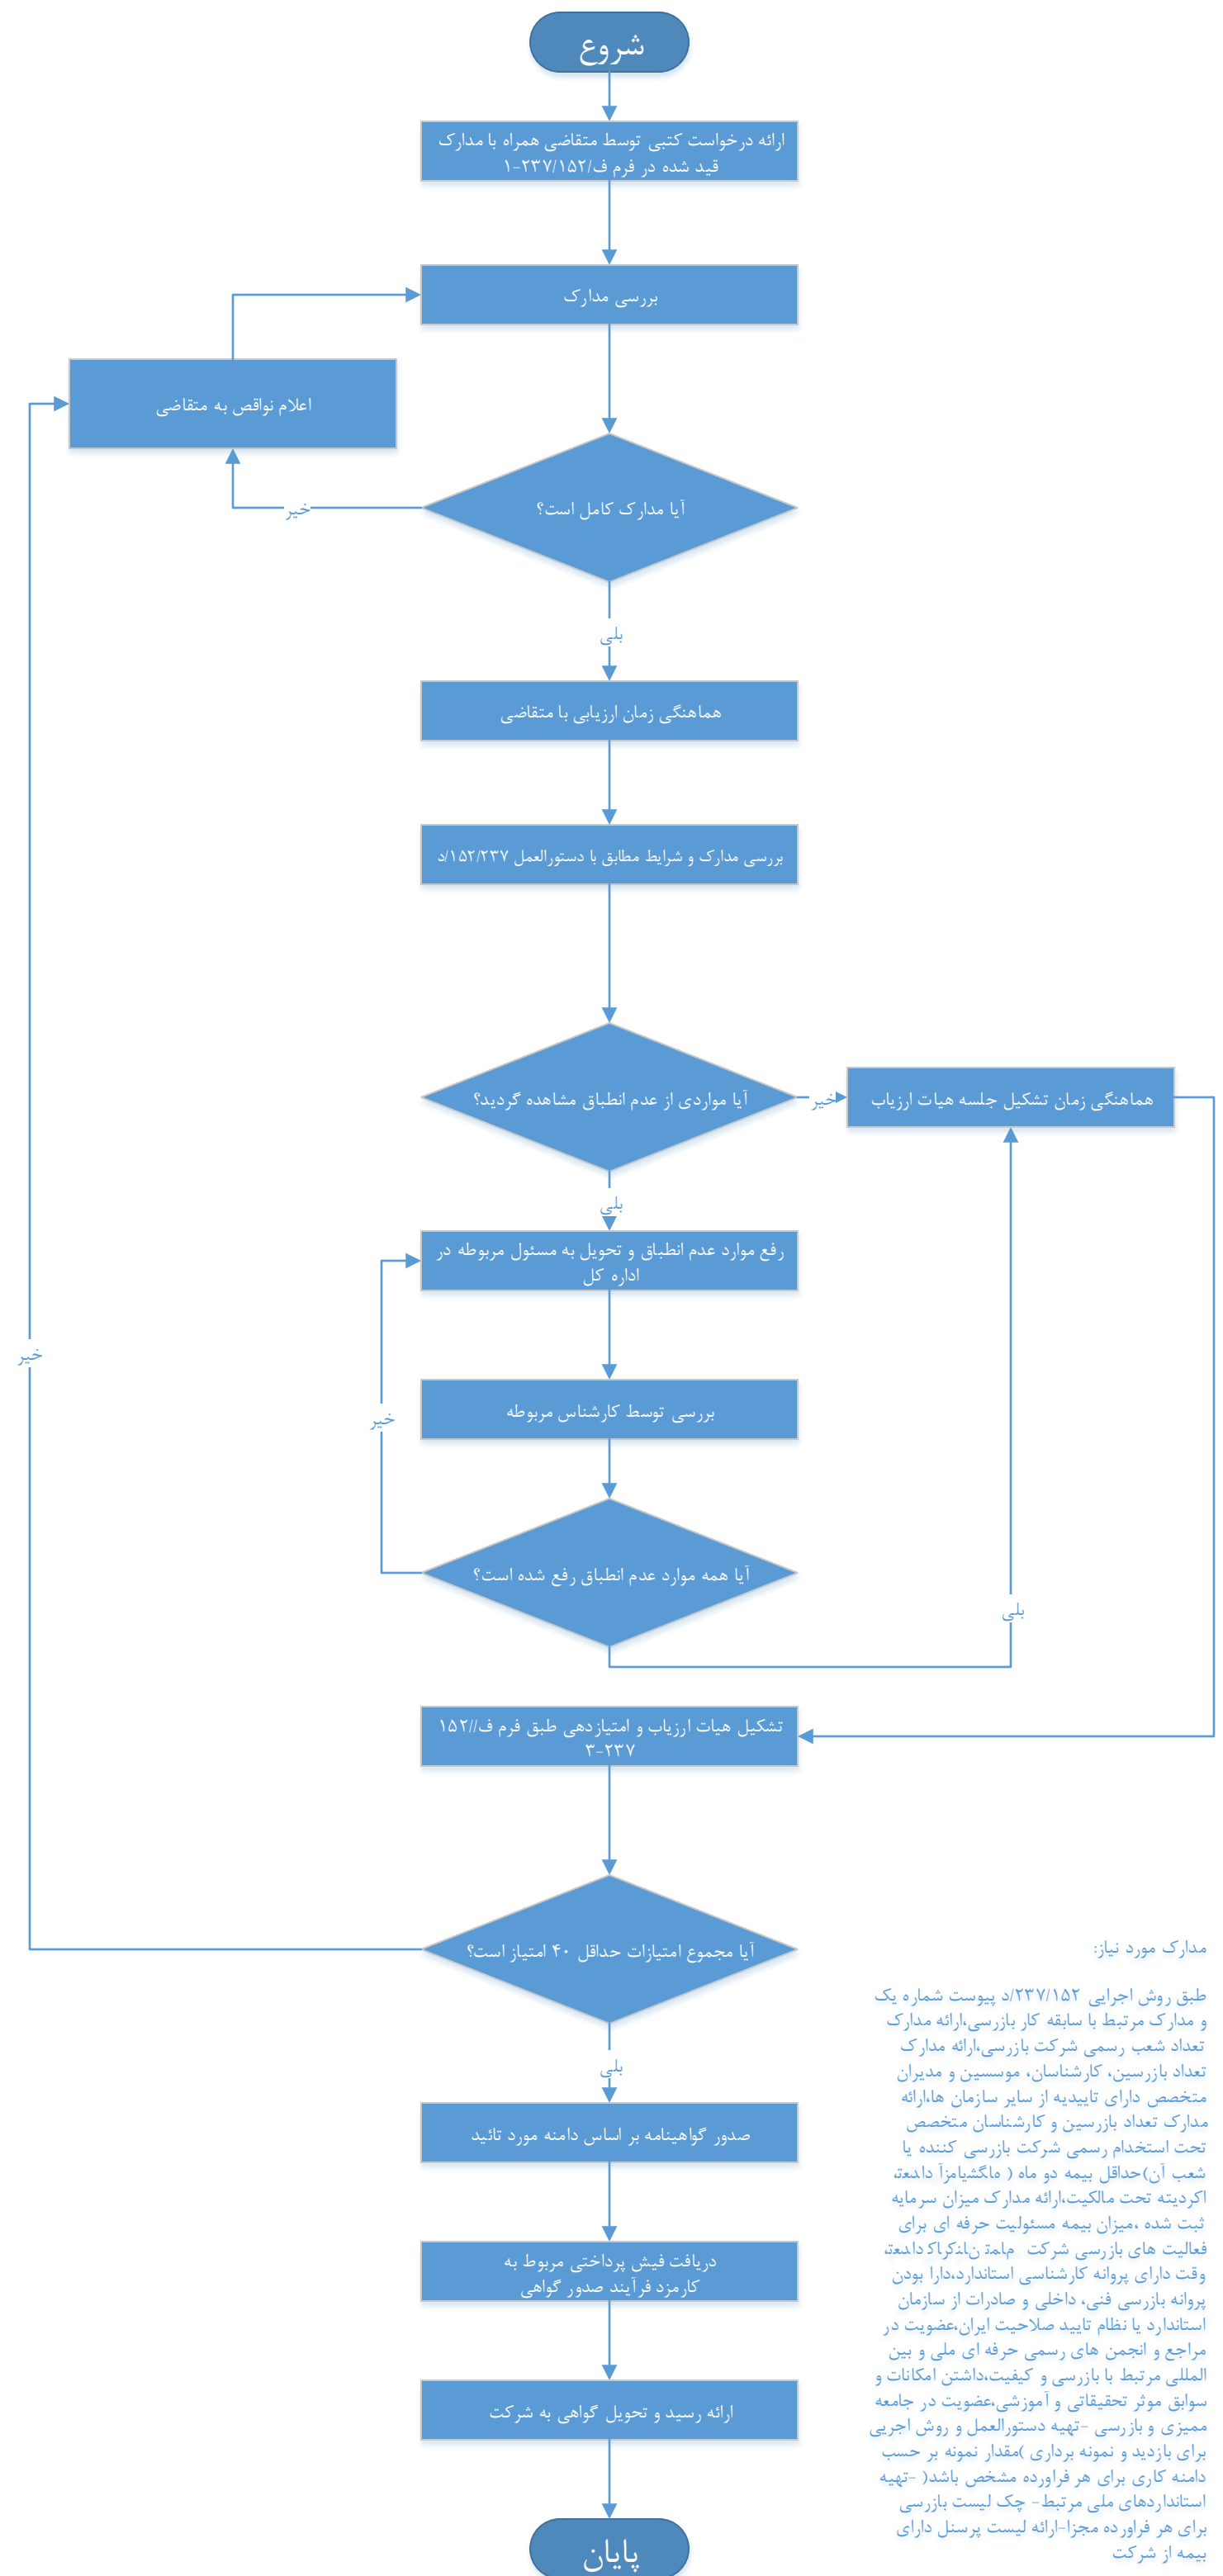 شروع
ارائه درخواست کتبی توسط متقاضی همراه با مدارک
قید شده در فرم ف/۲۳۷/۱۵۲-۱
بررسی مدارک
اعلام نواقص به متقاضی
آیا مدارک کامل است؟
خیر
بلی
هماهنگی زمان ارزیابی با متقاضی
بررسی مدارک و شرایط مطابق با دستورالعمل ۱۵۲/۲۳۷/د
آیا مواردی از عدم انطباق مشاهده گردید؟
خیر
هماهنگی زمان تشکیل جلسه هیات ارزیاب
بلی
رفع موارد عدم انطباق و تحویل به مسئول مربوطه در
اداره کل
خیر
بررسی توسط کارشناس مربوطه
خیر
آیا همه موارد عدم انطباق رفع شده است؟
بلی
تشکیل هیات ارزیاب و امتیازدهی طبق فرم ف//۱۵۲
۲۳۷-۳
آیا مجموع امتیازات حداقل ۴۰ امتیاز است؟
بلی
صدور گواهینامه بر اساس دامنه مورد تائید
دریافت فیش پرداختی مربوط به
کارمزد فرآیند صدور گواهی
ارائه رسید و تحویل گواهی به شرکت
پایان
مدارک مورد نیاز:
طبق روش اجرایی ۲۳۷/۱۵۲/د پیوست شماره یک
و مدارک مرتبط با سابقه کار بازرسی،ارائه مدارک
تعداد شعب رسمی شرکت بازرسی،ارائه مدارک
تعداد بازرسین، کارشناسان، موسسین و مدیران
متخصص دارای تاییدیه از سایر سازمان ها،ارائه
مدارک تعداد بازرسین و کارشناسان متخصص
تحت استخدام رسمی شرکت بازرسی کننده یا
شعب آن)حداقل بیمه دو ماه (
اکردیته تحت مالکیت،ارائه مدارک میزان سرمایه
ثبت شده ،میزان بیمه مسئولیت حرفه ای برای
فعالیت های بازرسی شرکت
وقت دارای پروانه کارشناسی استاندارد،دارا بودن
پروانه بازرسی فنی، داخلی و صادرات از سازمان
استاندارد یا نظام تایید صلاحیت ایران،عضویت در
مراجع و انجمن های رسمی حرفه ای ملی و بین
المللی مرتبط با بازرسی و کیفیت،داشتن امکانات و
سوابق موثر تحقیقاتی و آموزشی،عضویت در جامعه
ممیزی و بازرسی -تهیه دستورالعمل و روش اجریی
برای بازدید و نمونه برداری )مقدار نمونه بر حسب
دامنه کاری برای هر فراورده مشخص باشد( -تهیه
استانداردهای ملی مرتبط- چک لیست بازرسی
برای هر فراورده مجزا-ارائه لیست پرسنل دارای
بیمه از شرکت